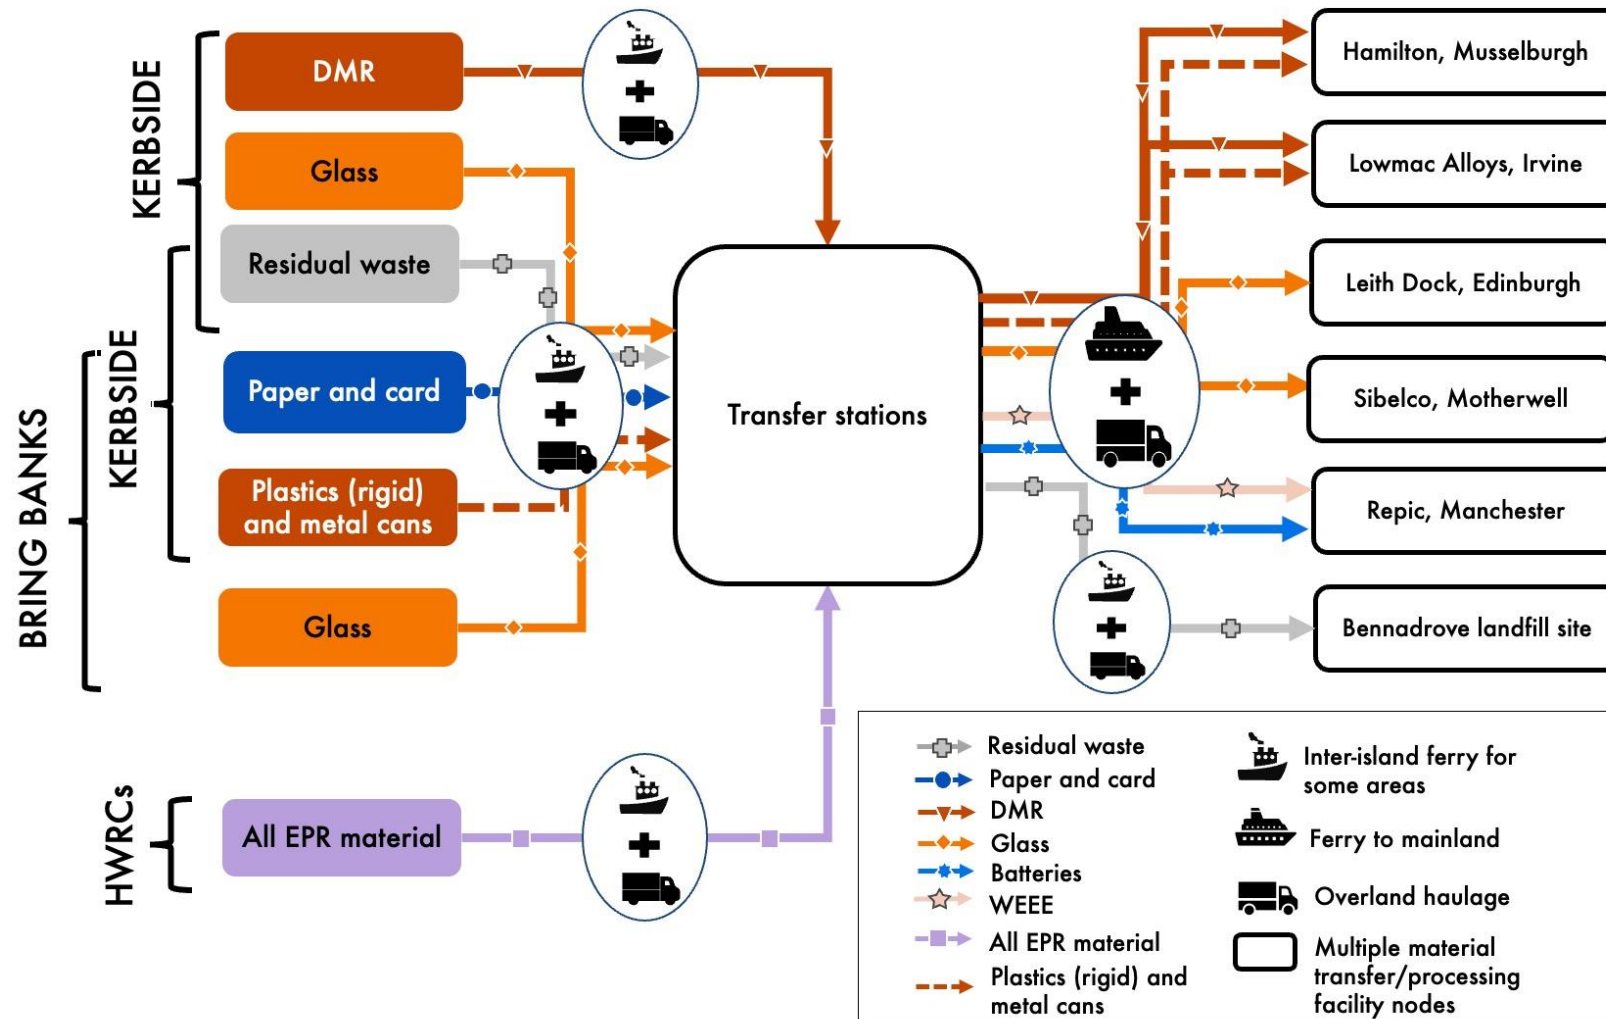 KERBSIDE
DMR
Glass
Residual waste
KERBSIDE
BRING BANKS
Paper and card
Plastics (rigid)
and metal cans
Glass
HWRCs
All EPR material
Transfer stations
Hamilton, Musselburgh
Lowmac Alloys, Irvine
Leith Dock, Edinburgh
Sibelco, Motherwell
Repic, Manchester
Bennadrove landfill site
Residual waste
Paper and card
DMR
Glass
Batteries
WEEE
All EPR material
Plastics (rigid) and
metal cans
Inter-island ferry for
some areas
Ferry to mainland
Overland haulage
Multiple material
transfer/processing
facility nodes